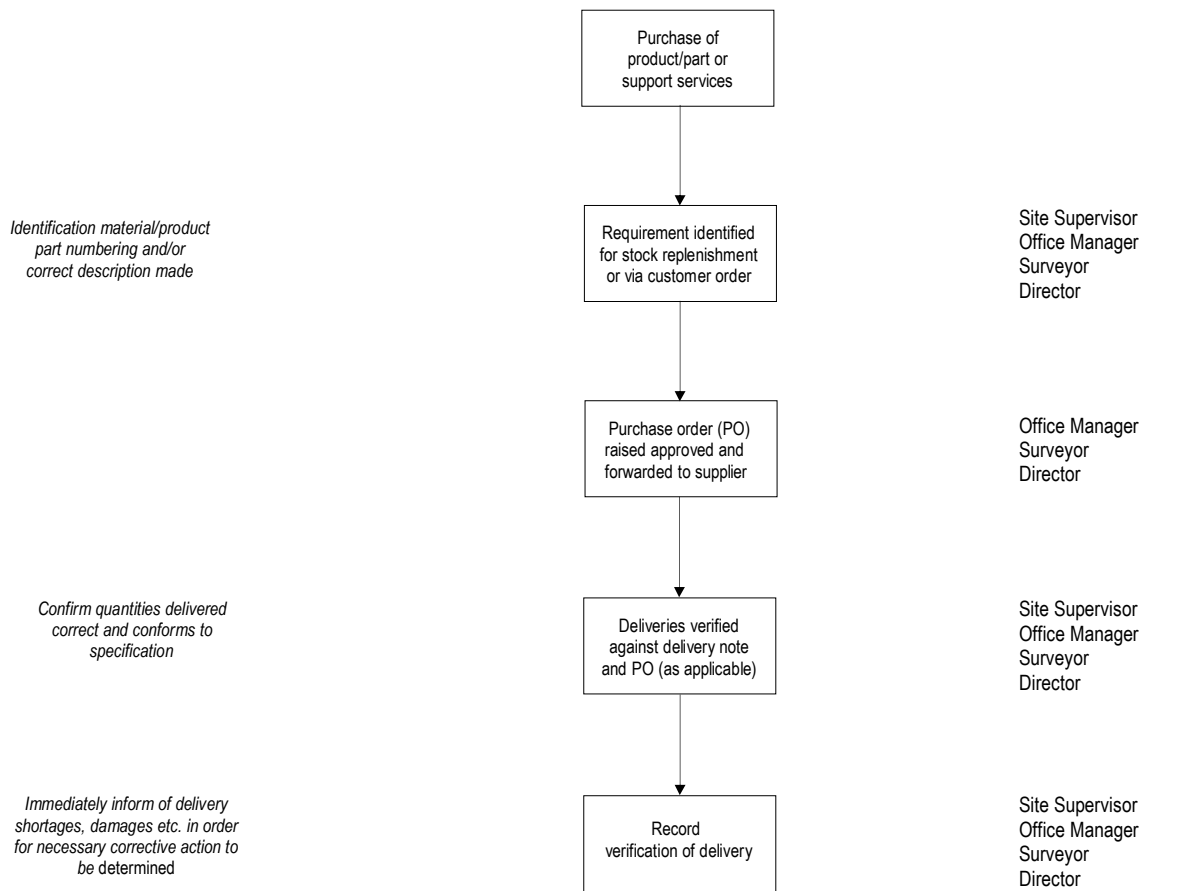 Purchase of
product/part or
support services
Identification material/product
part numbering and/or
correct description made
Requirement identified
for stock replenishment
or via customer order
Site Supervisor
Office Manager
Surveyor
Director
Purchase order (PO)
raised approved and
forwarded to supplier
Office Manager
Surveyor
Director
Confirm quantities delivered
correct and conforms to
specification
Deliveries verified
against delivery note
and PO (as applicable)
Site Supervisor
Office Manager
Surveyor
Director
Immediately inform of delivery
shortages, damages etc. in order
for necessary corrective action to
be determined
Record
verification of delivery
Site Supervisor
Office Manager
Surveyor
Director